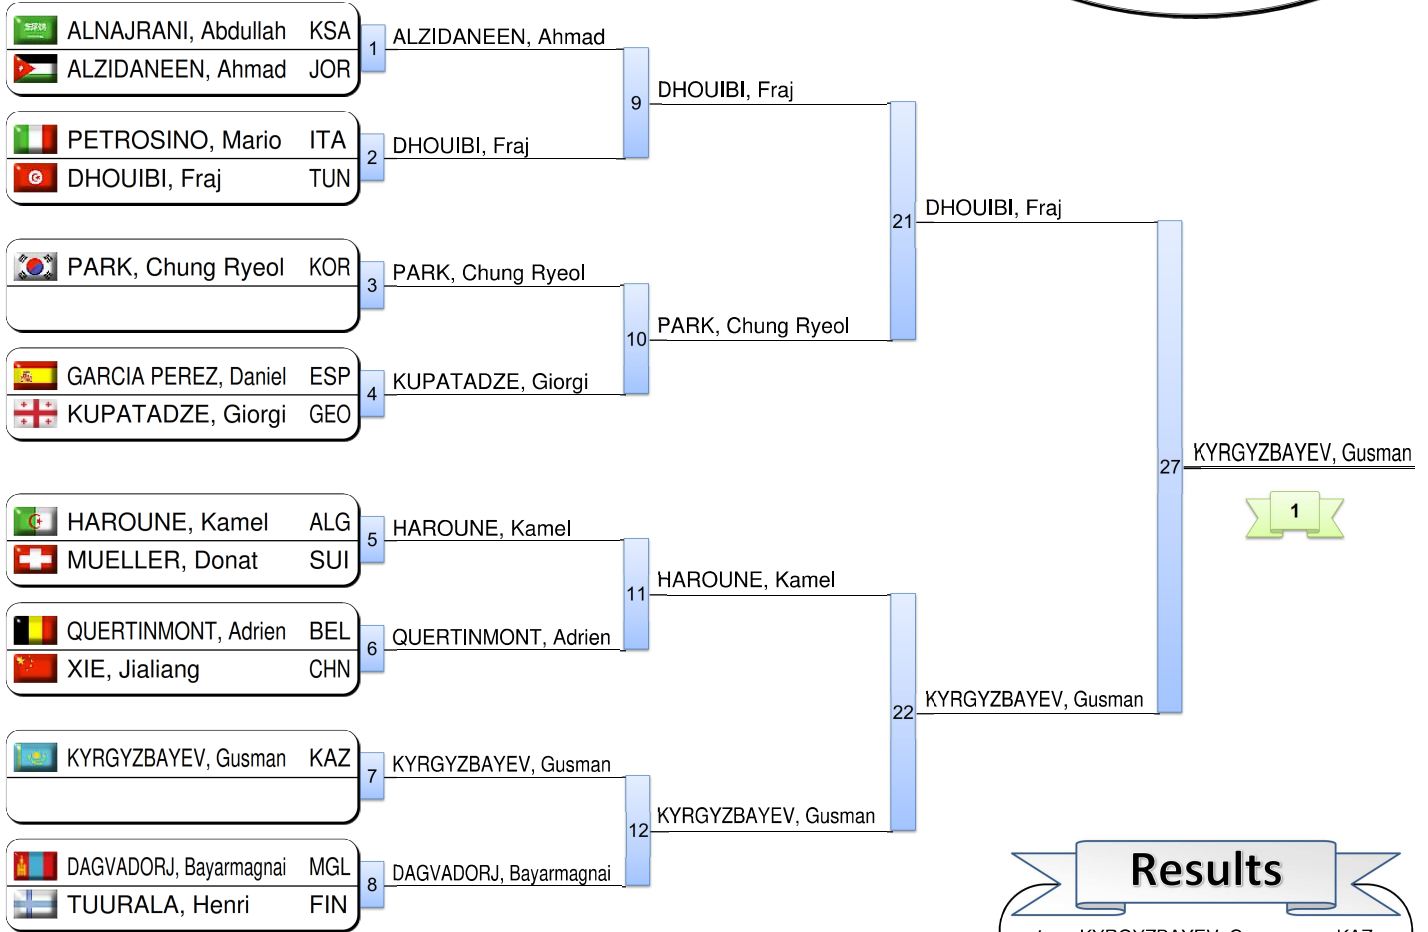 ALNAJRANI, Abdullah KSA
ALZIDANEEN, Ahmad JOR
1 ALZIDANEEN, Ahmad
PETROSINO, Mario ITA
DHOUIBI, Fraj TUN
2 DHOUIBI, Fraj
9 DHOUIBI, Fraj
PARK, Chung Ryeol KOR
3 PARK, Chung Ryeol
GARCIA PEREZ, Daniel ESP
KUPATADZE, Giorgi GEO
4 KUPATADZE, Giorgi
10 PARK, Chung Ryeol
21 DHOUIBI, Fraj
HAROUNE, Kamel ALG
MUELLER, Donat SUI
5 HAROUNE, Kamel
QUERTINMONT, Adrien BEL
XIE, Jialiang CHN
6 QUERTINMONT, Adrien
11 HAROUNE, Kamel
KYRGYZBAYEV, Gusman KAZ
7 KYRGYZBAYEV, Gusman
DAGVADORJ, Bayarmagnai MGL
TUURALA, Henri FIN
8 DAGVADORJ, Bayarmagnai
12 KYRGYZBAYEV, Gusman
22 KYRGYZBAYEV, Gusman
27 KYRGYZBAYEV, Gusman
1
Results